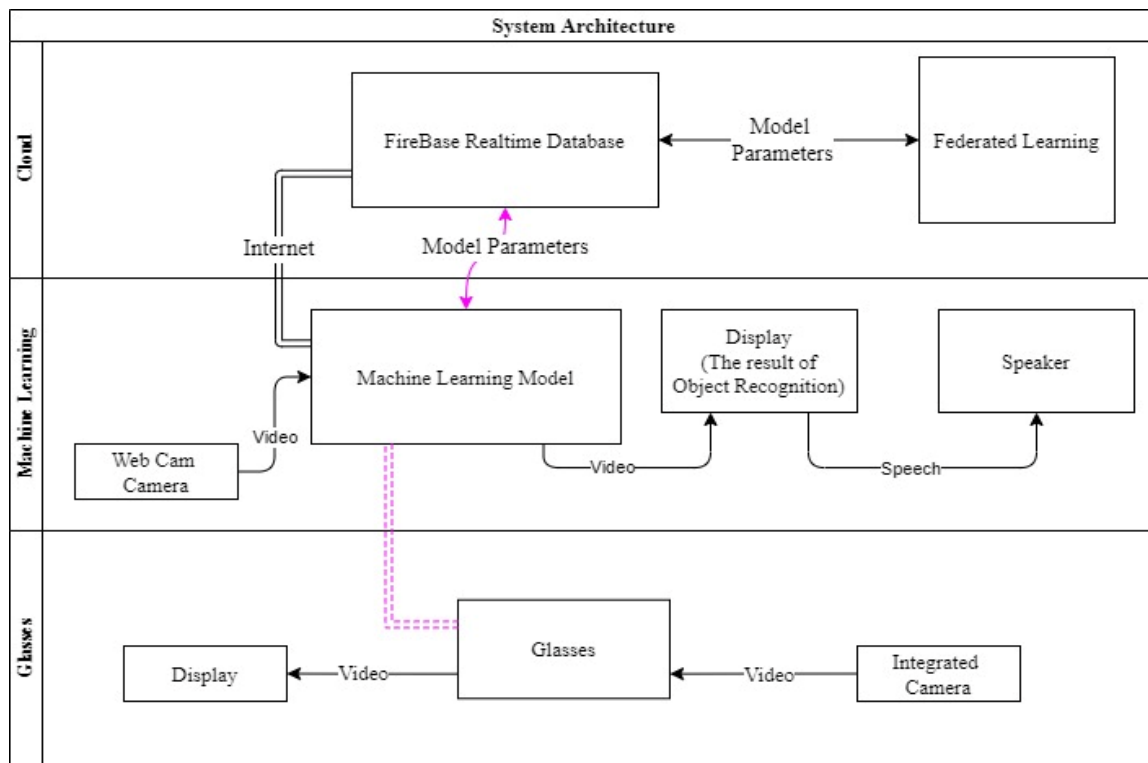 System Architecture
Cloud
FireBase Realtime Database
Model
Parameters
Federated Learning
Internet
Model Parameters
Machine Learning
Machine Learning Model
Display
(The result of
Object Recognition)
Speaker
Video
Web Cam
Camera
Video
Speech
Glasses
Glasses
Display
Video
Video
Integrated
Camera